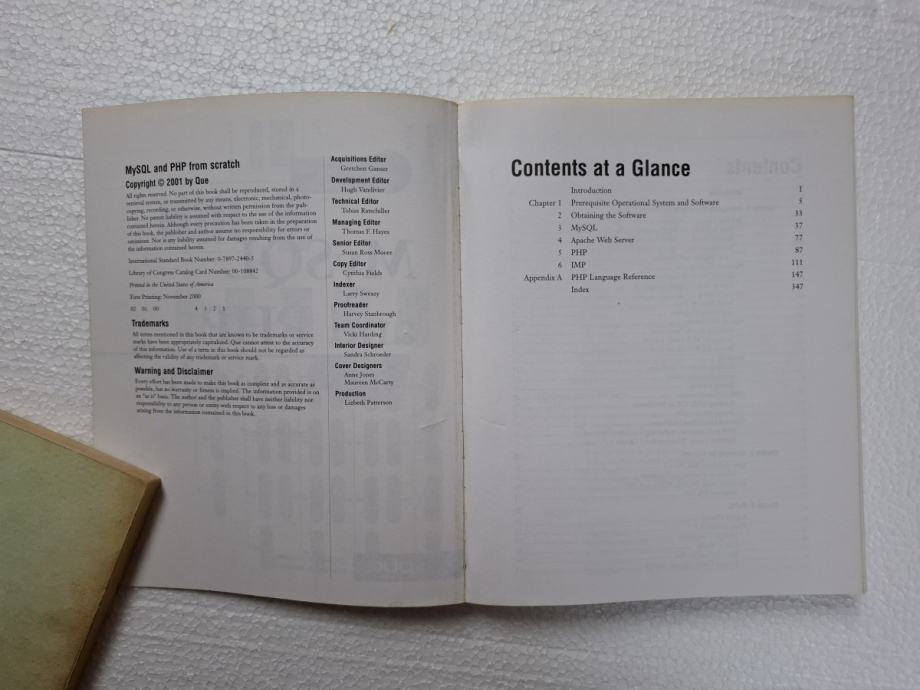 MySQL and PHP from scratch
Copyright © 2001 by Que
All rights reserved. No part of this book shall be reproduced, stored in a
retrieval system, or transmitted by any means, electronic, mechanical, photo-
copying, recording, or otherwise, without written permission from the pub-
lisher. No patent liability is assumed with respect to the use of the information
contained herein. Although every precaution has been taken in the preparation
of this book, the publisher and author assume no responsibility for errors or
omissions. Nor is any liability assumed for damages resulting from the use of
the information contained herein.
International Standard Book Number: 0-7897-2440-5
Library of Congress Catalog Card Number: 00-108842
Printed in the United States of America
First Printing: November 2000
02 01 00 4 3 2 1
Trademarks
All terms mentioned in this book that are known to be trademarks or service
marks have been appropriately capitalized. Que cannot attest to the accuracy
of this information. Use of a term in this book should not be regarded as
affecting the validity of any trademark or service mark.
Warning and Disclaimer
Every effort has been made to make this book as complete and as accurate as
possible, but no warranty or fitness is implied. The information provided is on
an "as is" basis. The author and the publisher shall have neither liability nor
responsibility to any person or entity with respect to any loss or damages
arising from the information contained in this book.
Acquisitions Editor
Gretchen Ganser
Development Editor
Hugh Vandivier
Technical Editor
Tobias Ratschiller
Managing Editor
Thomas F. Hayes
Senior Editor
Susan Ross Moore
Copy Editor
Cynthia Fields
Indexer
Larry Sweazy
Proofreader
Harvey Stanbrough
Team Coordinator
Vicki Harding
Interior Designer
Sandra Schroeder
Cover Designers
Anne Jones
Maureen McCarty
Production
Lizbeth Patterson
Contents at a Glance
Introduction 1
Chapter 1 Prerequisite Operational System and Software 5
2 Obtaining the Software 33
3 MySQL 37
4 Apache Web Server 77
5 PHP 87
6 IMP 111
Appendix A PHP Language Reference 147
Index 347